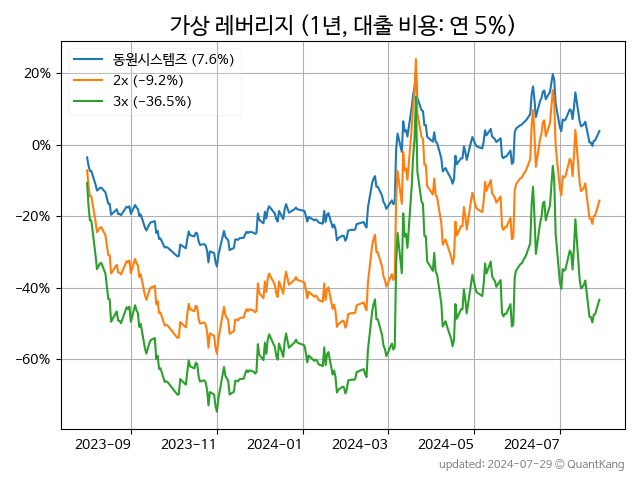 가상 레버리지 (1년, 대출 비용: 연 5%)
동원시스템즈 (7.6%)
2x (−9.2%)
3x (−36.5%)
20%
0%
−20%
−40%
−60%
2023-09
2023-11
2024-01
2024-03
2024-05
2024-07
updated: 2024-07-29 © QuantKang